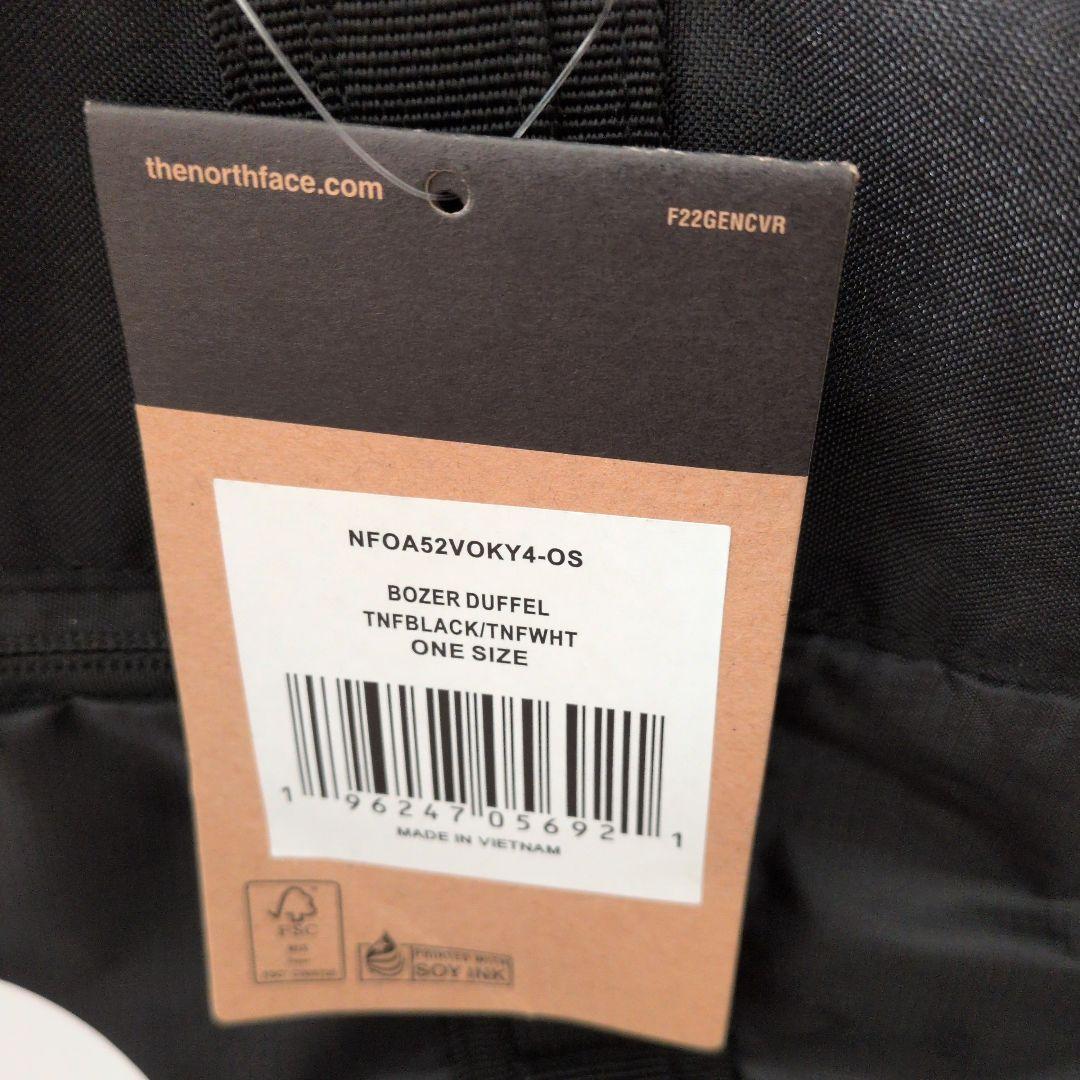 thenorthface.com
F22GENCVR
NFOA52VOKY4-OS
BOZER DUFFEL
TNFBLACK/TNFWHT
ONE SIZE
1 96247 05692 1
MADE IN VIETNAM
FSC
PRINTED WITH
SOY INK